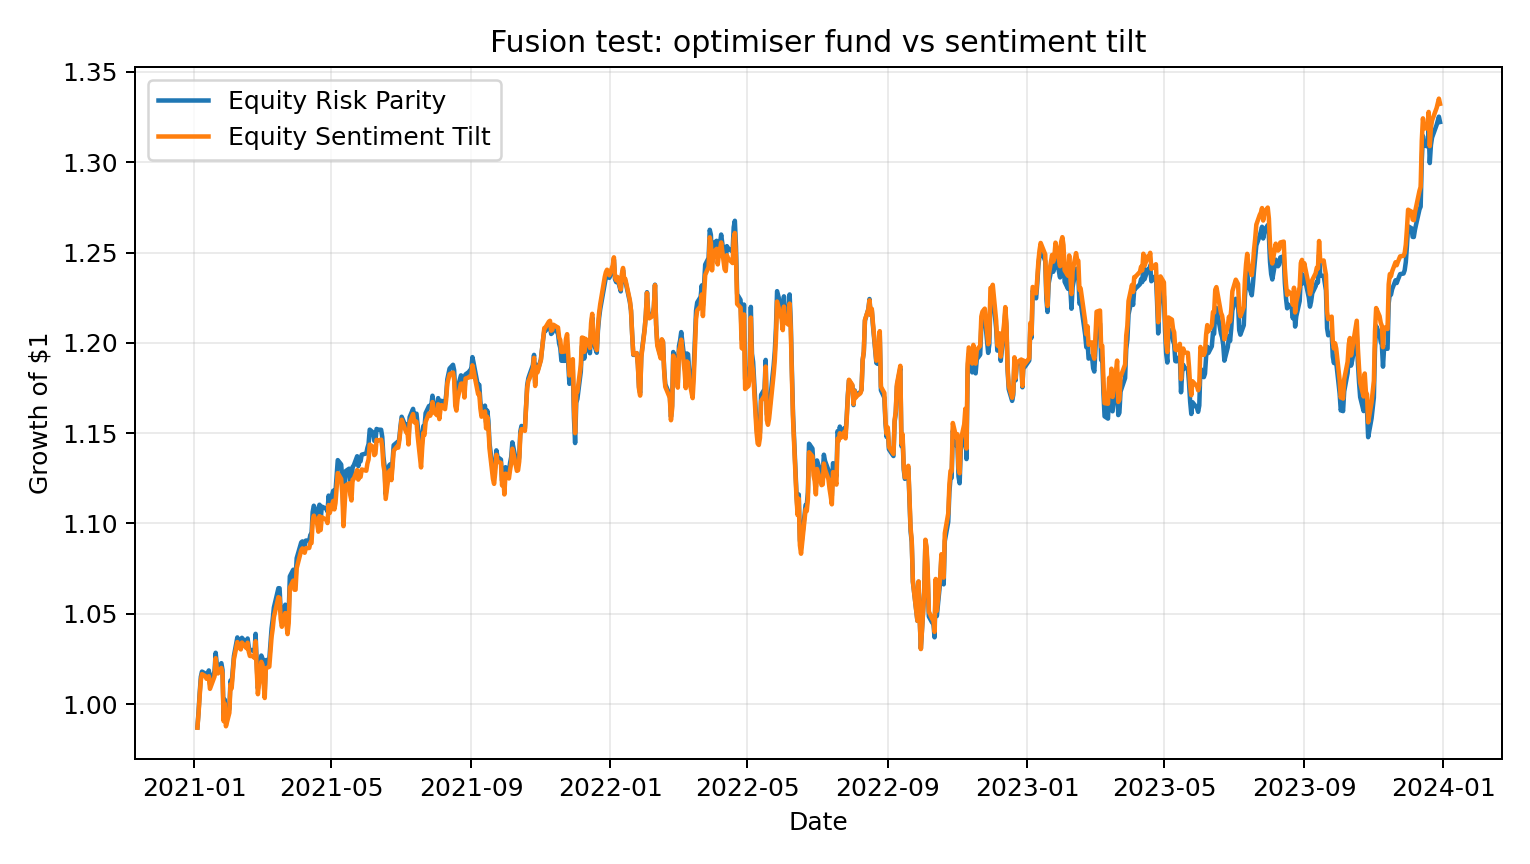 Fusion test: optimiser fund vs sentiment tilt
Equity Risk Parity
Equity Sentiment Tilt
Growth of $1
1.35
1.30
1.25
1.20
1.15
1.10
1.05
1.00
2021-01 2021-05 2021-09 2022-01 2022-05 2022-09 2023-01 2023-05 2023-09 2024-01
Date